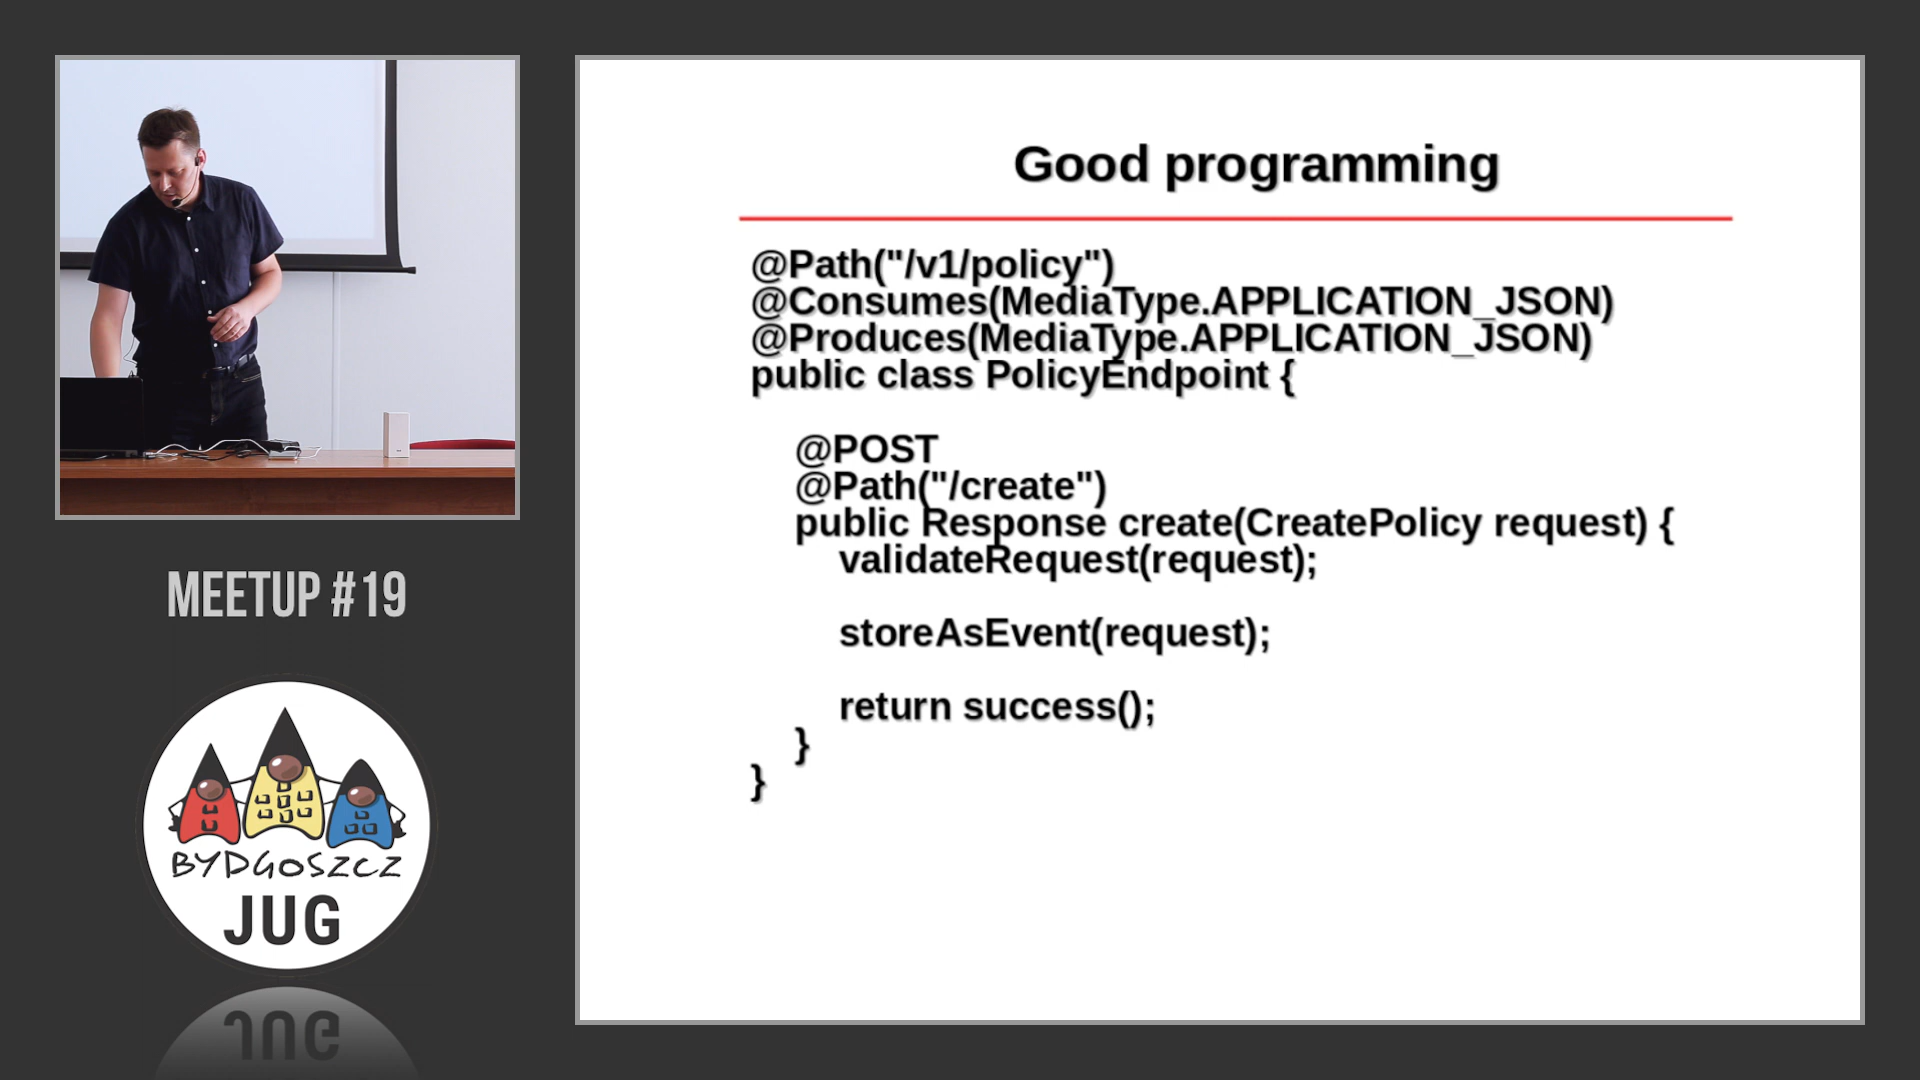 Good programming
@Path("/v1/policy")
@Consumes(MediaType.APPLICATION_JSON)
@Produces(MediaType.APPLICATION_JSON)
public class PolicyEndpoint {
@POST
@Path("/create")
public Response create(CreatePolicy request) {
validateRequest(request);
storeAsEvent(request);
return success();
}
}
MEETUP #19
BYDGOSZCZ
JUG